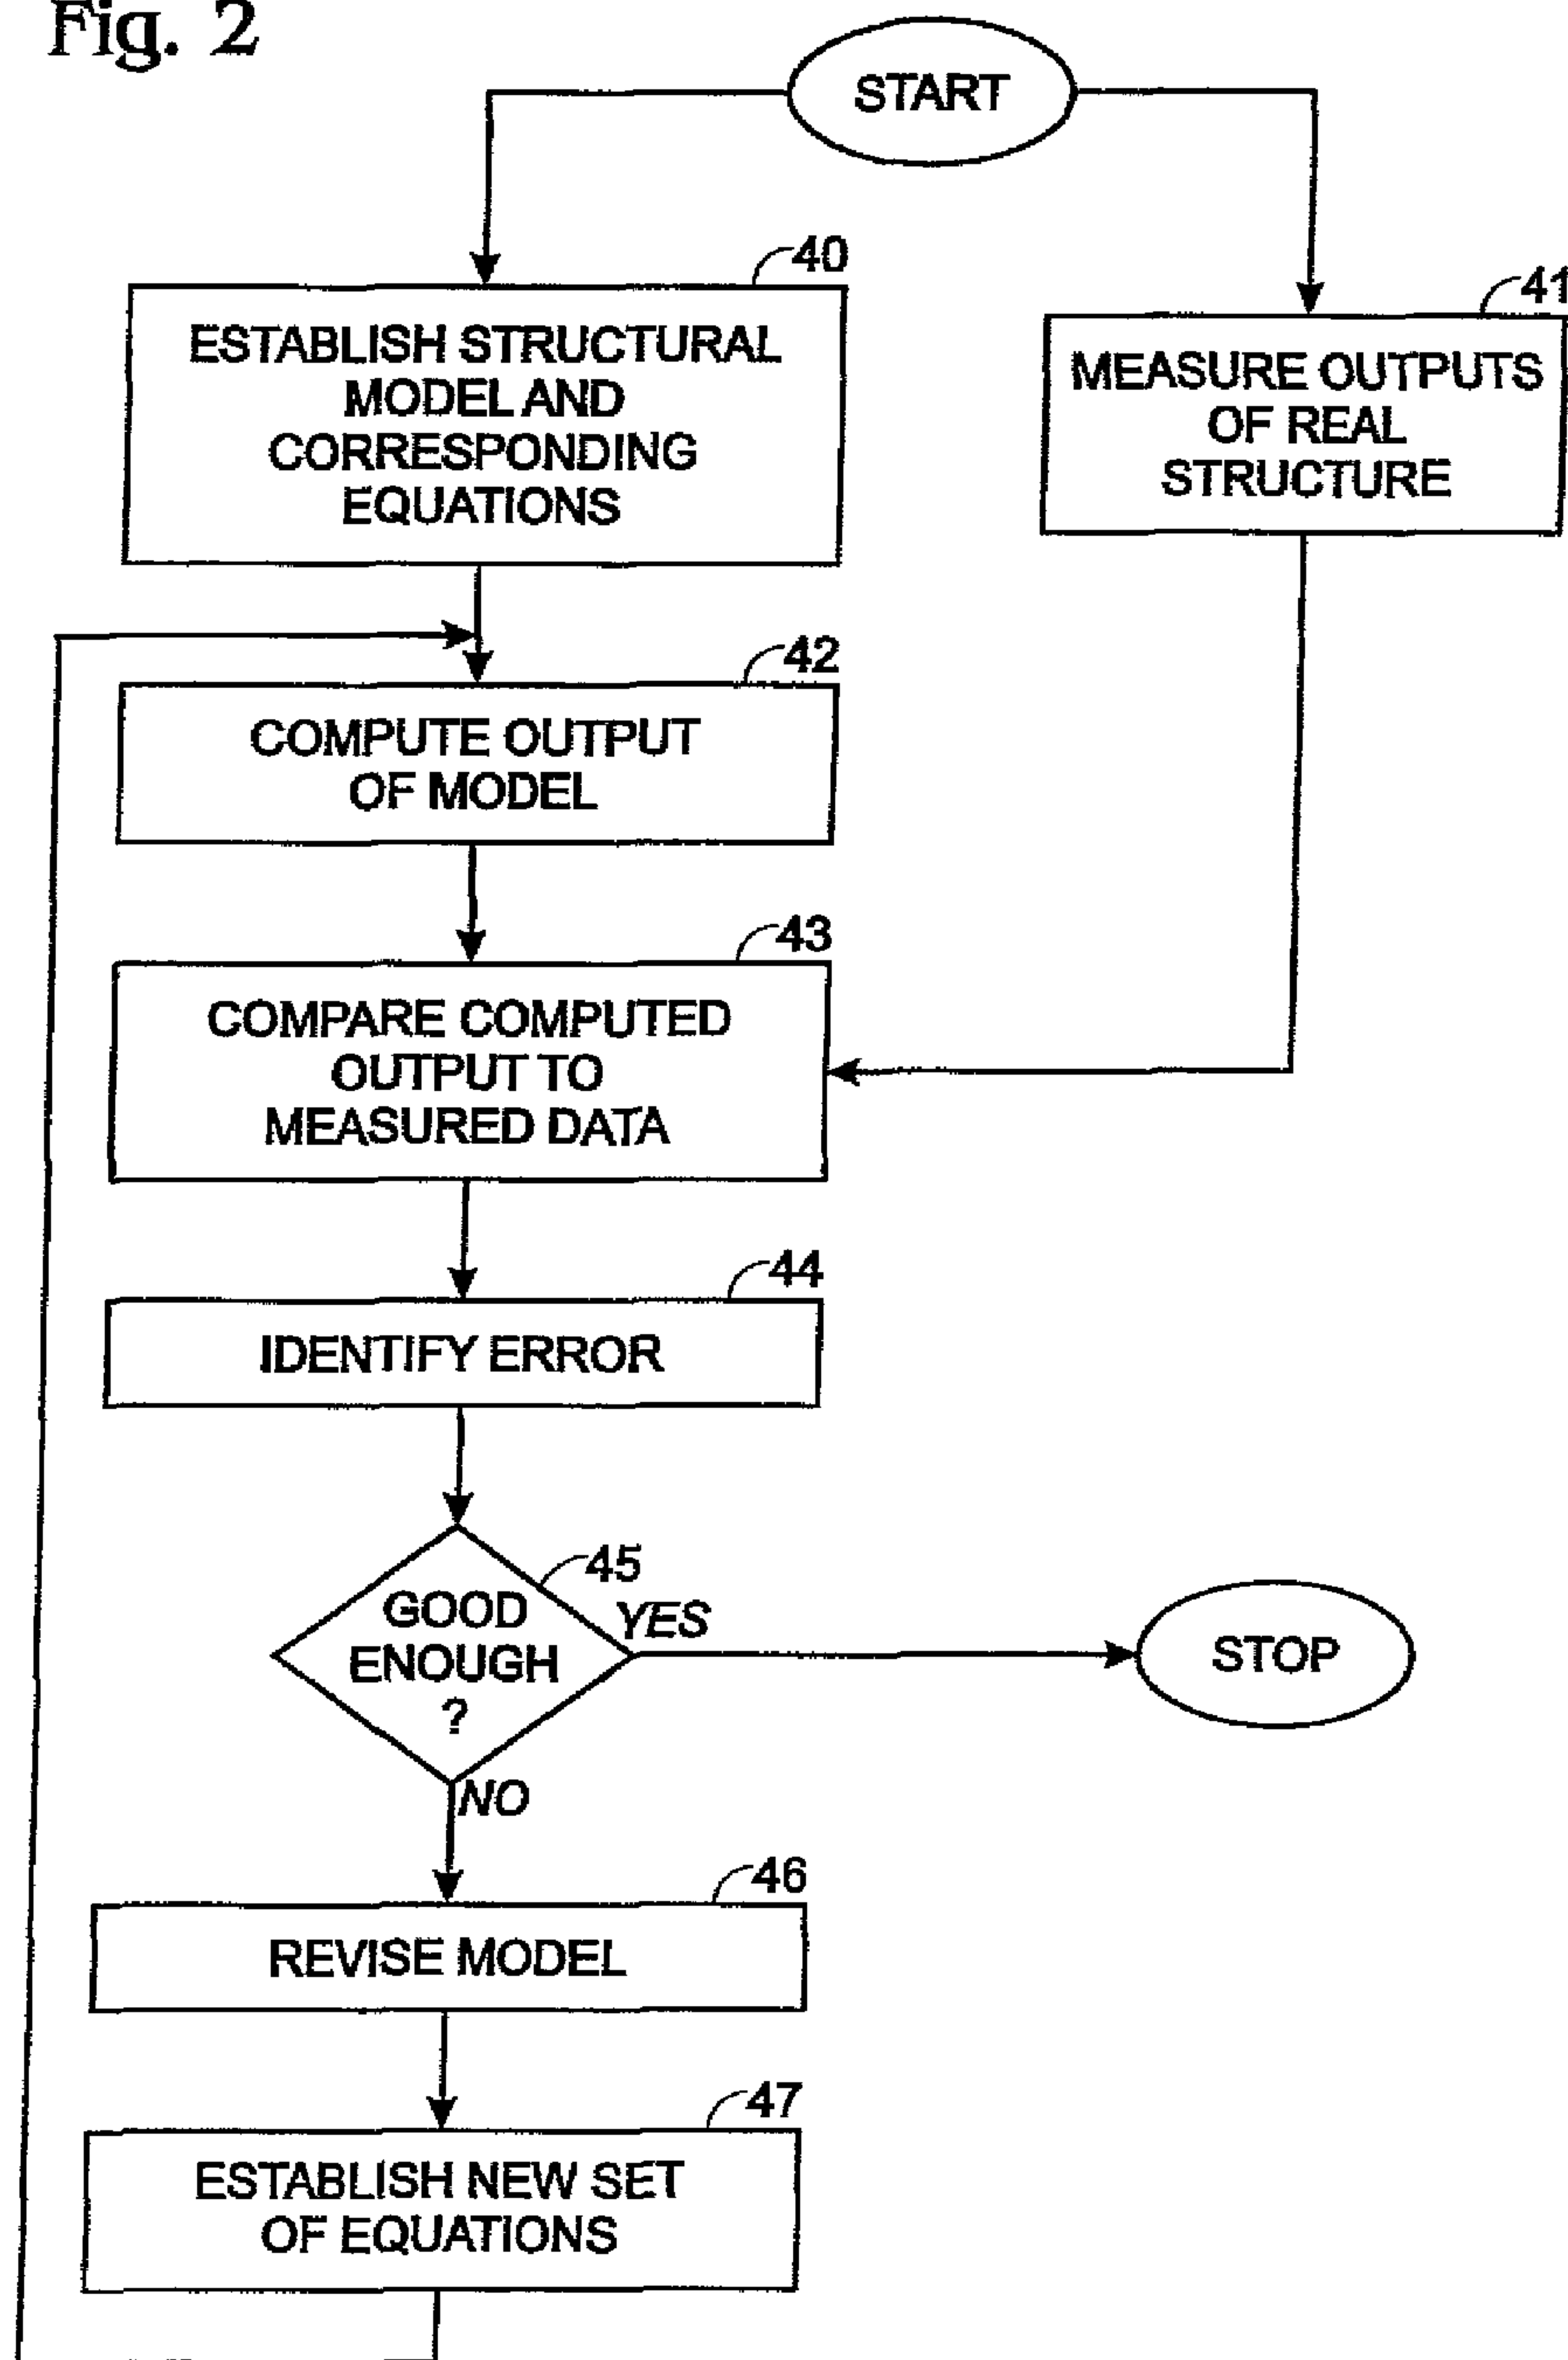 Fig. 2
START
40
ESTABLISH STRUCTURAL
MODEL AND
CORRESPONDING
EQUATIONS
41
MEASURE OUTPUTS
OF REAL
STRUCTURE
42
COMPUTE OUTPUT
OF MODEL
43
COMPARE COMPUTED
OUTPUT TO
MEASURED DATA
44
IDENTIFY ERROR
45
GOOD
ENOUGH
?
YES
STOP
NO
46
REVISE MODEL
47
ESTABLISH NEW SET
OF EQUATIONS